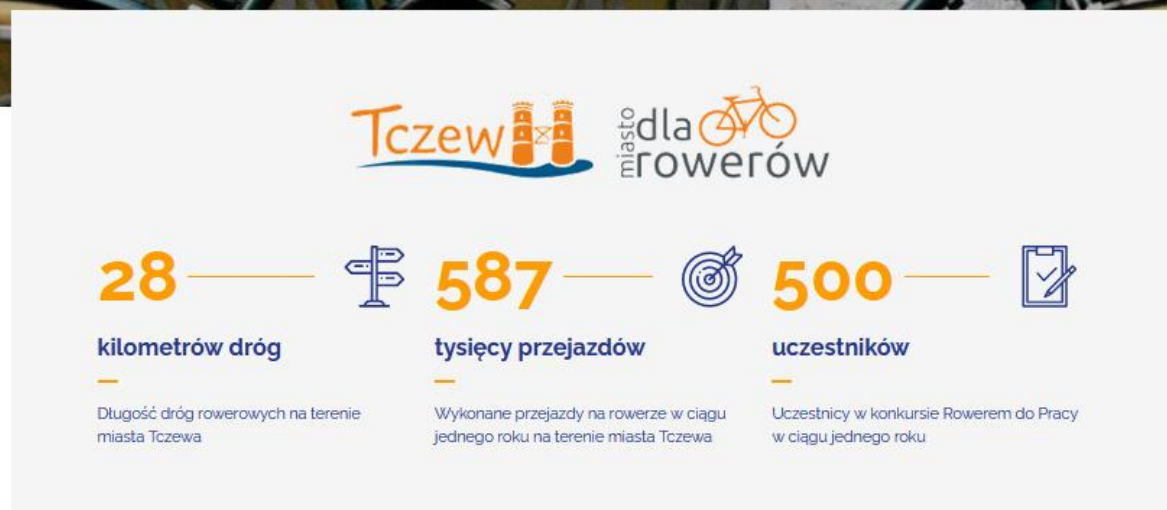 Tczew
miasto
dla
rowerów
28
kilometrów dróg
Długość dróg rowerowych na terenie
miasta Tczewa
587
tysięcy przejazdów
Wykonane przejazdy na rowerze w ciągu
jednego roku na terenie miasta Tczewa
500
uczestników
Uczestnicy w konkursie Rowerem do Pracy
w ciągu jednego roku